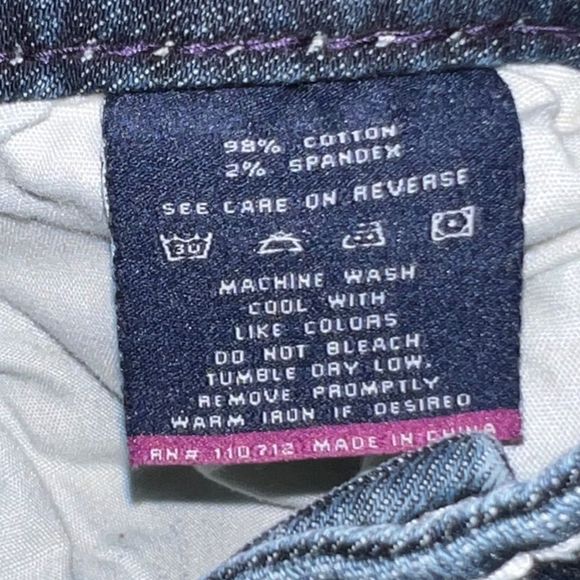 98% COTTON
2% SPANDEX
SEE CARE ON REVERSE
30
MACHINE WASH
COOL WITH
LIKE COLORS
DO NOT BLEACH
TUMBLE DRY LOW.
REMOVE PROMPTLY
WARM IRON IF DESIRED
RN# 110712 MADE IN CHINA